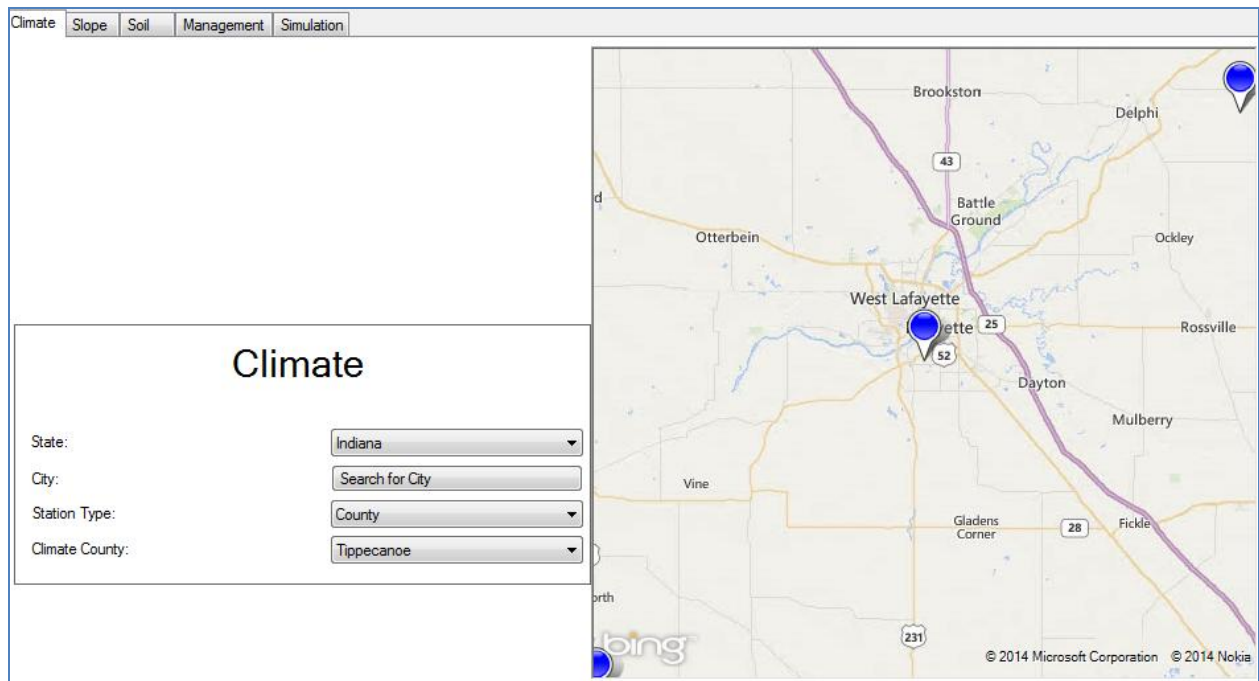 Climate Slope Soil Management Simulation
Climate
State: Indiana
City: Search for City
Station Type: County
Climate County: Tippecanoe
Brookston
Delphi
43
Battle
Ground
Otterbein
Ockley
West Lafayette
25
Rossville
52
Dayton
Mulberry
Vine
Gladens
Corner
28
Fickle
231
bing
© 2014 Microsoft Corporation © 2014 Nokia